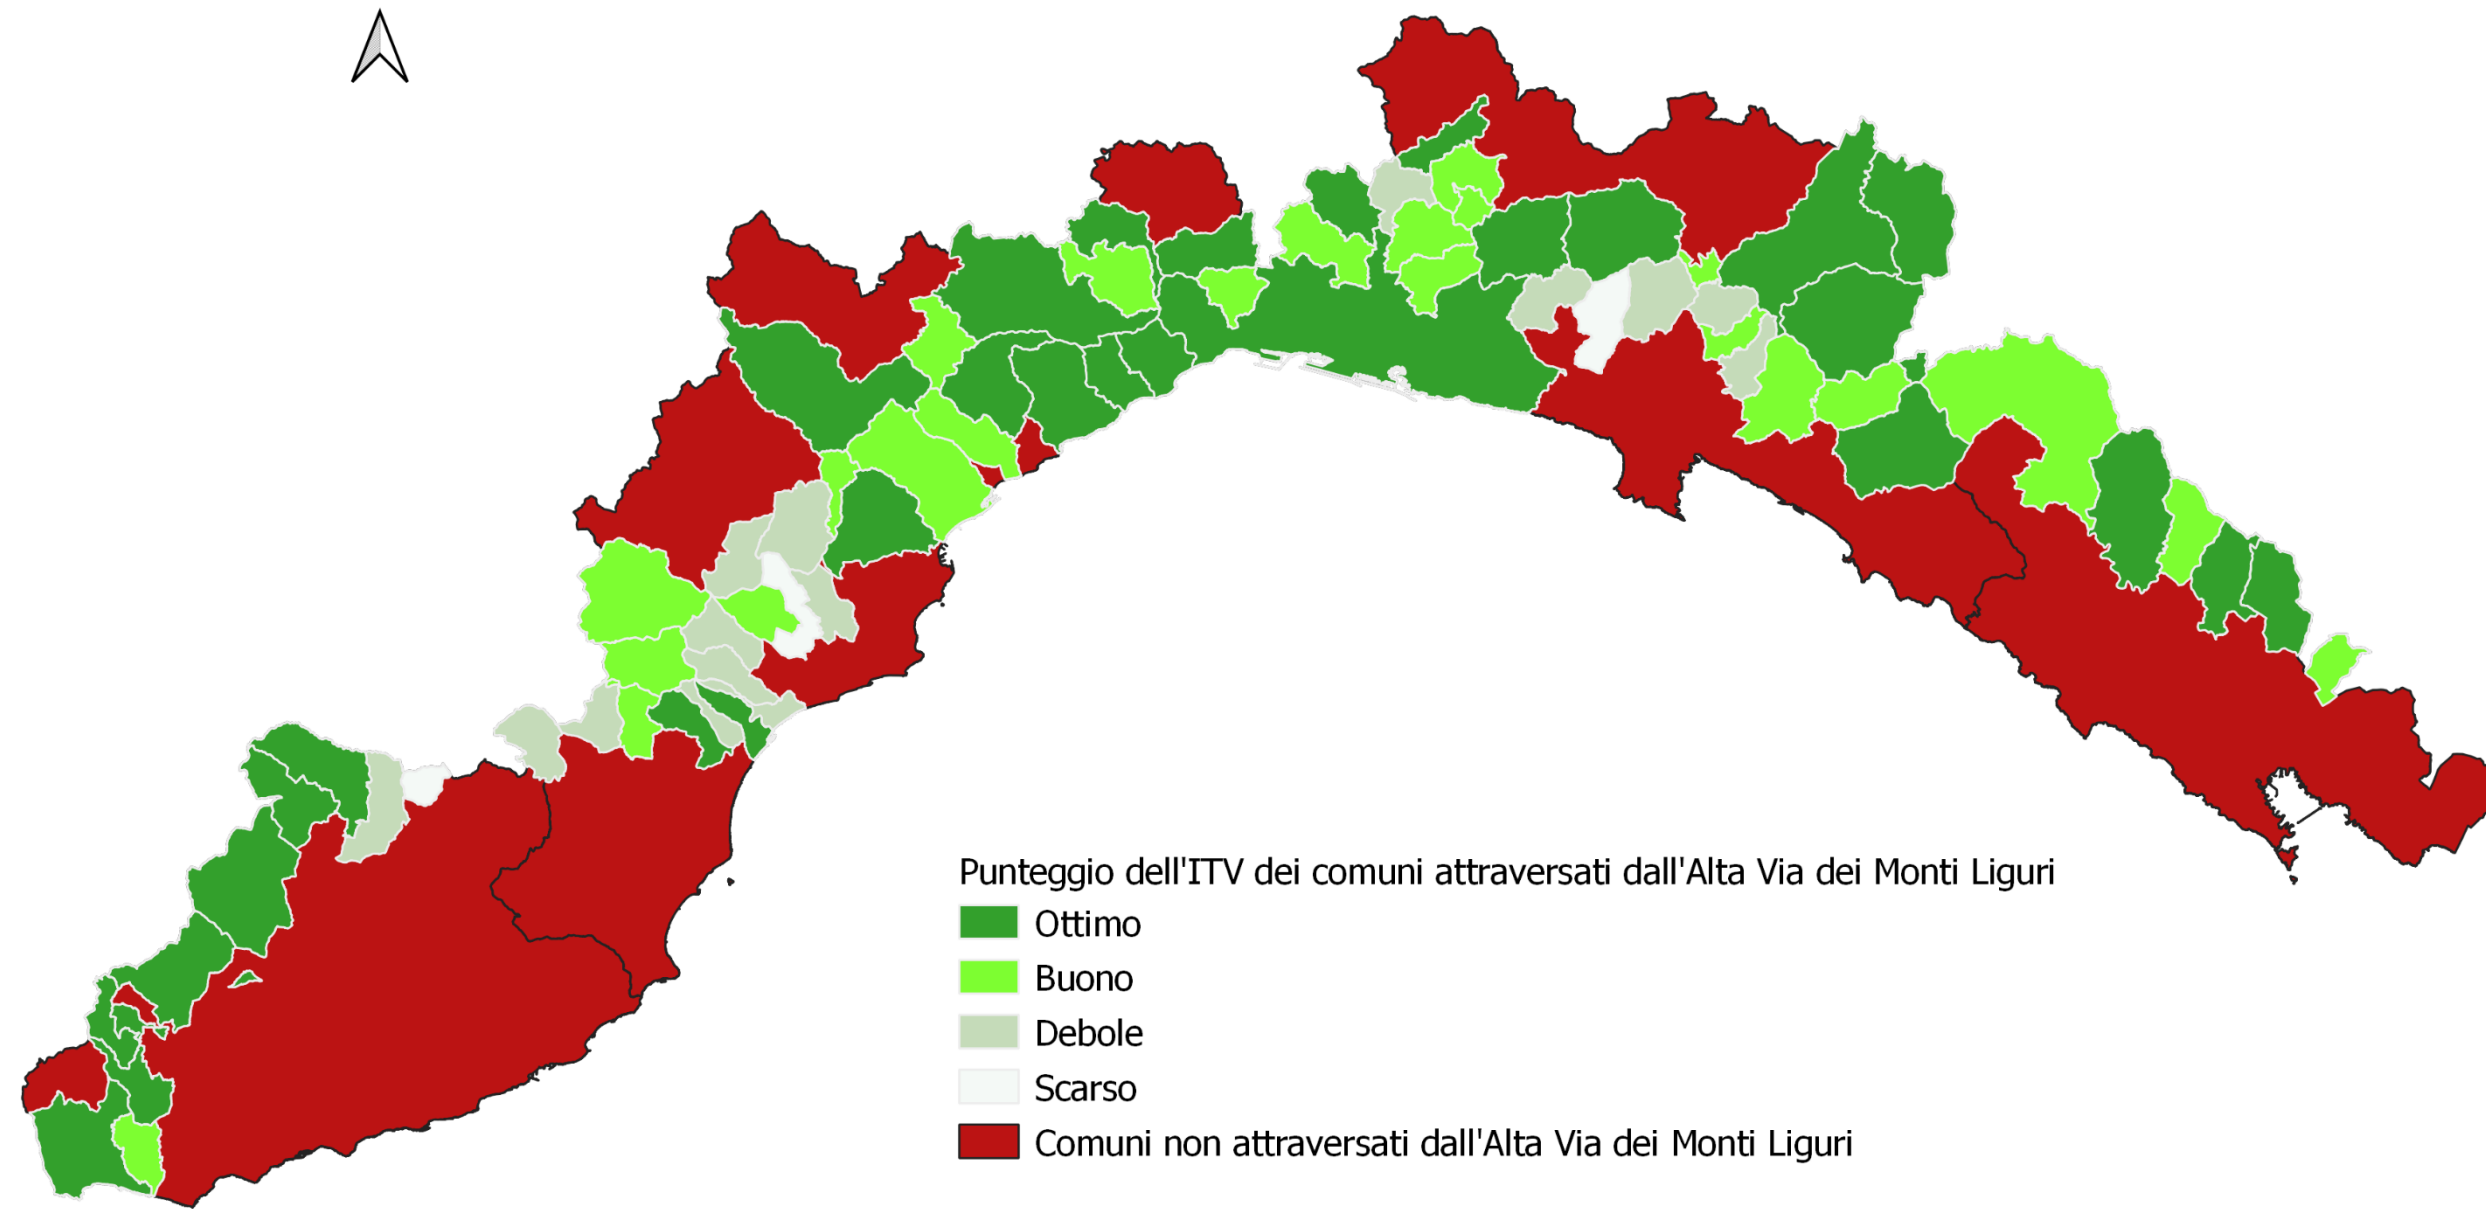 Punteggio dell'ITV dei comuni attraversati dall'Alta Via dei Monti Liguri
Ottimo
Buono
Debole
Scarso
Comuni non attraversati dall'Alta Via dei Monti Liguri